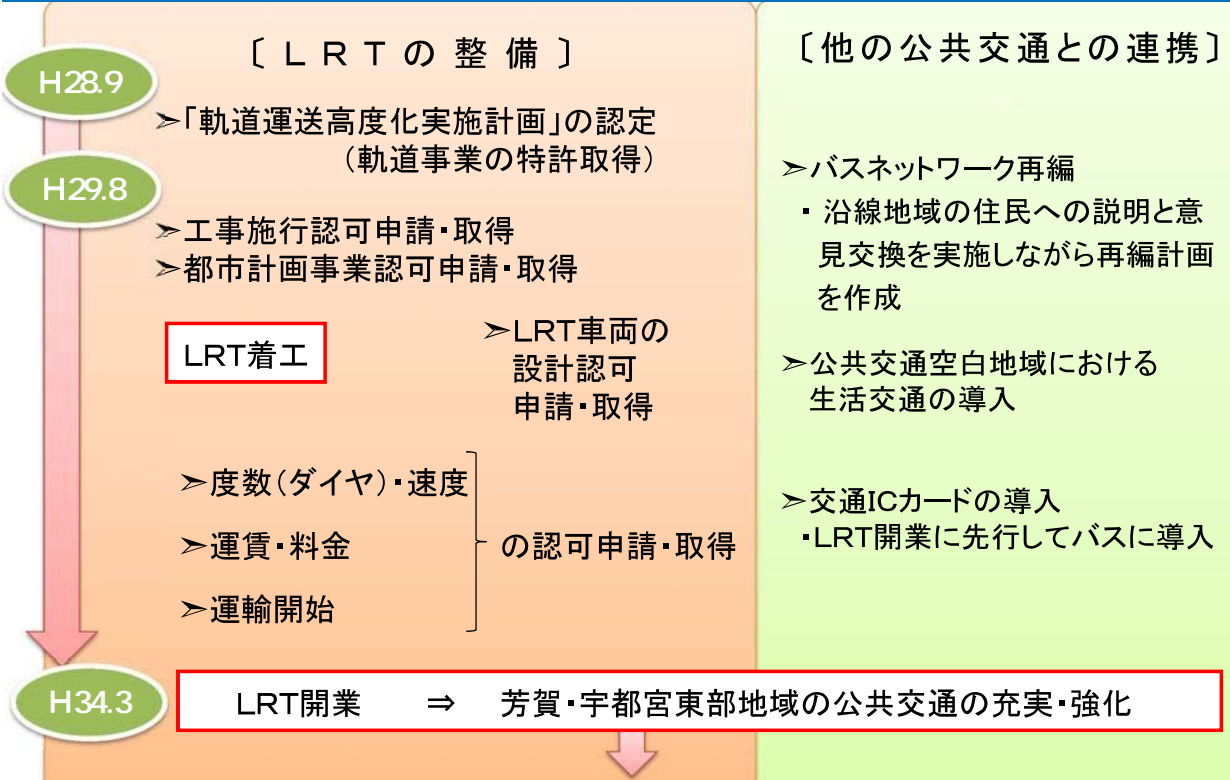 〔ＬＲＴの整備〕
H28.9
➢「軌道運送高度化実施計画」の認定
（軌道事業の特許取得）
H29.8
➢工事施行認可申請・取得
➢都市計画事業認可申請・取得
LRT着工
➢LRT車両の
設計認可
申請・取得
➢度数（ダイヤ）・速度
➢運賃・料金
➢運輸開始
の認可申請・取得
〔他の公共交通との連携〕
➢バスネットワーク再編
・沿線地域の住民への説明と意
見交換を実施しながら再編計画
を作成
➢公共交通空白地域における
生活交通の導入
➢交通ICカードの導入
・LRT開業に先行してバスに導入
H34.3
LRT開業　⇒　芳賀・宇都宮東部地域の公共交通の充実・強化